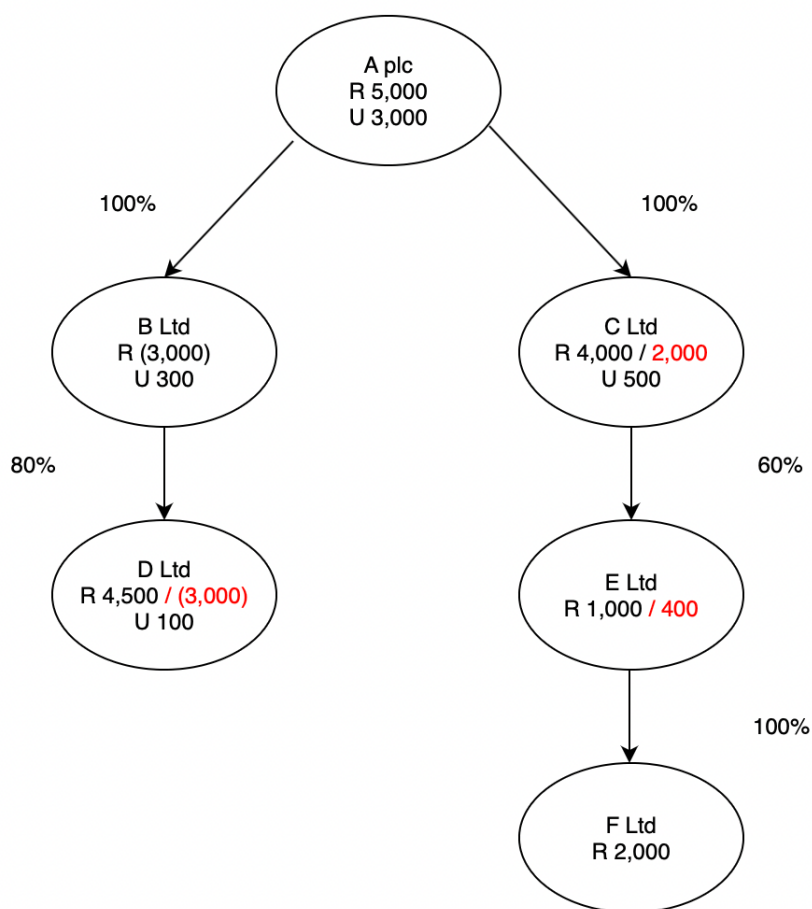 A plc
R 5,000
U 3,000
100%
100%
B Ltd
R (3,000)
U 300
C Ltd
R 4,000 / 2,000
U 500
80%
60%
D Ltd
R 4,500 / (3,000)
U 100
E Ltd
R 1,000 / 400
100%
F Ltd
R 2,000